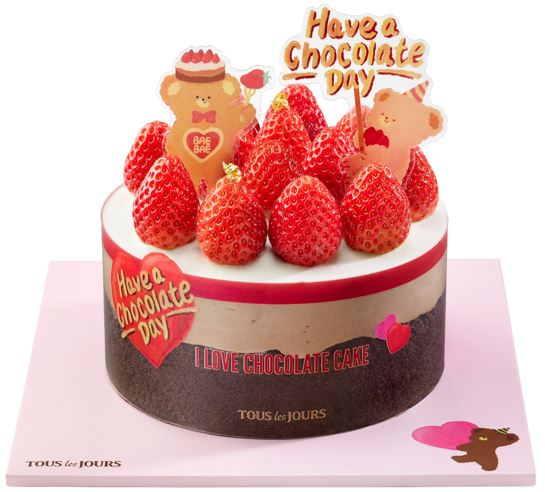 Have a
Chocolate
Day
BAE
BAE
Have a
Chocolate
Day
I LOVE CHOCOLATE CAKE
TOUS les JOURS
TOUS les JOURS